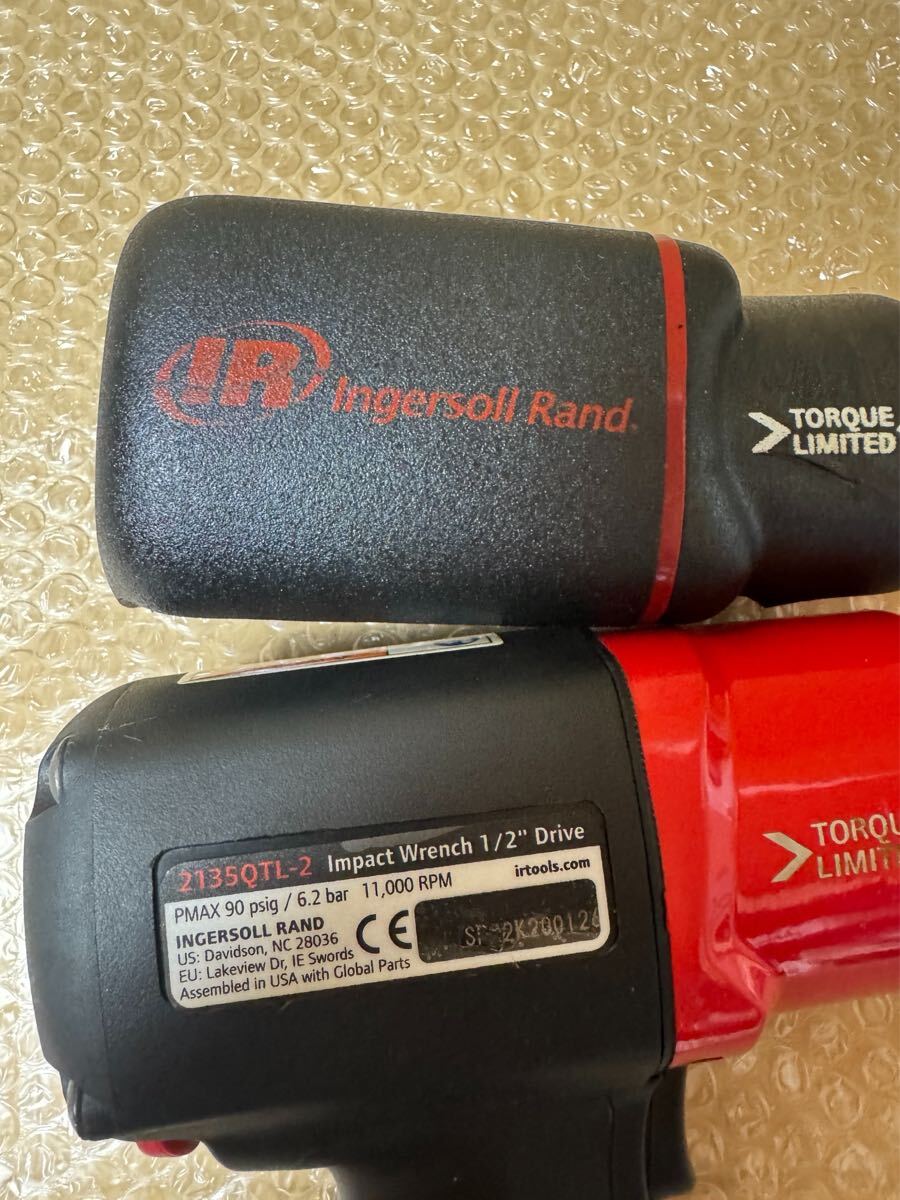 IR Ingersoll Rand
TORQUE
LIMITED
2135QTL-2 Impact Wrench 1/2" Drive
PMAX 90 psig / 6.2 bar 11,000 RPM
irtools.com
INGERSOLL RAND
US: Davidson, NC 28036
EU: Lakeview Dr, IE Swords
Assembled in USA with Global Parts
CE